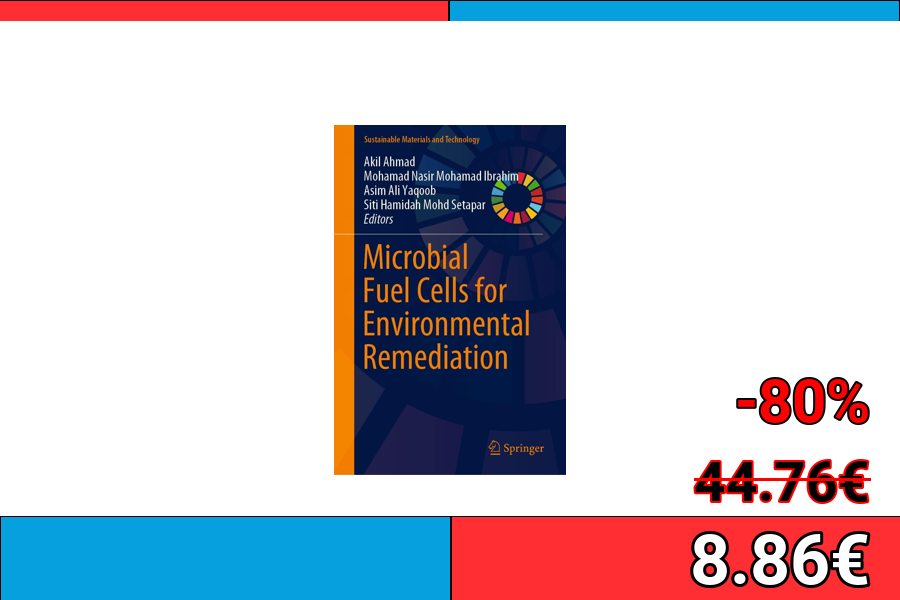 Sustainable Materials and Technology
Akil Ahmad
Mohamad Nasir Mohamad Ibrahim
Asim Ali Yaqoob
Siti Hamidah Mohd Setapar
Editors
Microbial
Fuel Cells for
Environmental
Remediation
Springer
-80%
44.76€
8.86€